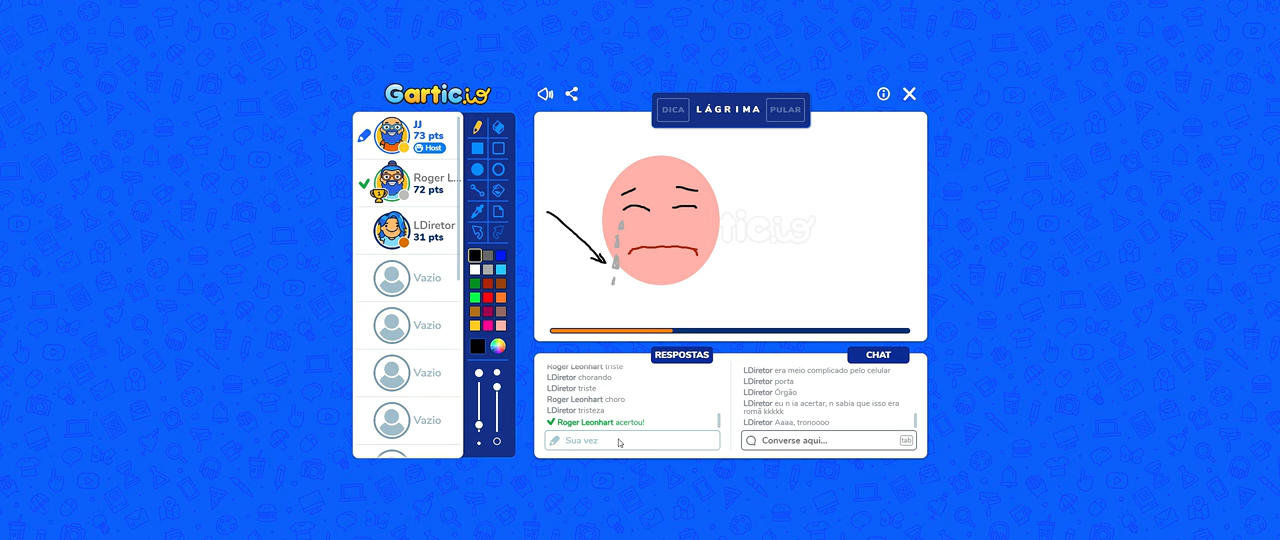 Gartic.io
DICA
LÁGRIMA
PULAR
JJ
73 pts
Host
Roger L...
72 pts
LDiretor
31 pts
Vazio
Vazio
Vazio
Vazio
tic.io
RESPOSTAS
Roger Leonhart triste
LDiretor chorando
LDiretor triste
Roger Leonhart choro
LDiretor tristeza
Roger Leonhart acertou!
Sua vez
CHAT
LDiretor era meio complicado pelo celular
LDiretor porta
LDiretor Órgão
LDiretor eu n ia acertar, n sabia que isso era
romã kkkkk
LDiretor Aaaa, tronoooo
Converse aqui...
tab